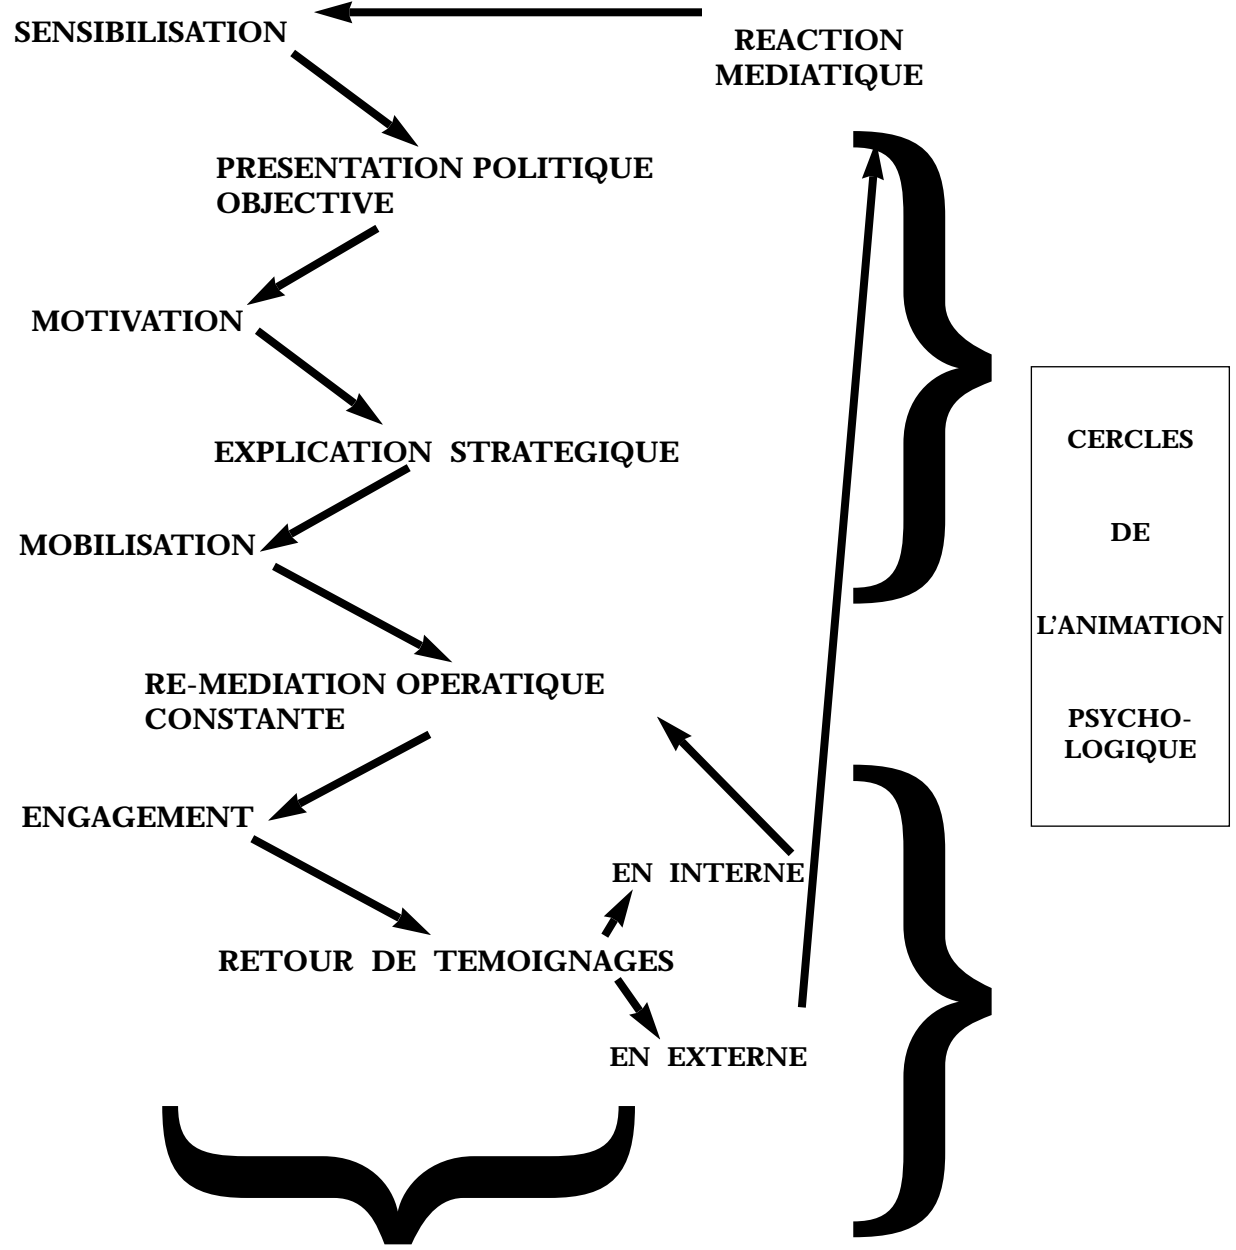 SENSIBILISATION
REACTION
MEDIATIQUE
PRESENTATION POLITIQUE
OBJECTIVE
MOTIVATION
EXPLICATION STRATEGIQUE
MOBILISATION
RE-MEDIATION OPERATIQUE
CONSTANTE
ENGAGEMENT
EN INTERNE
RETOUR DE TEMOIGNAGES
EN EXTERNE
CERCLES
DE
L'ANIMATION
PSYCHO-
LOGIQUE